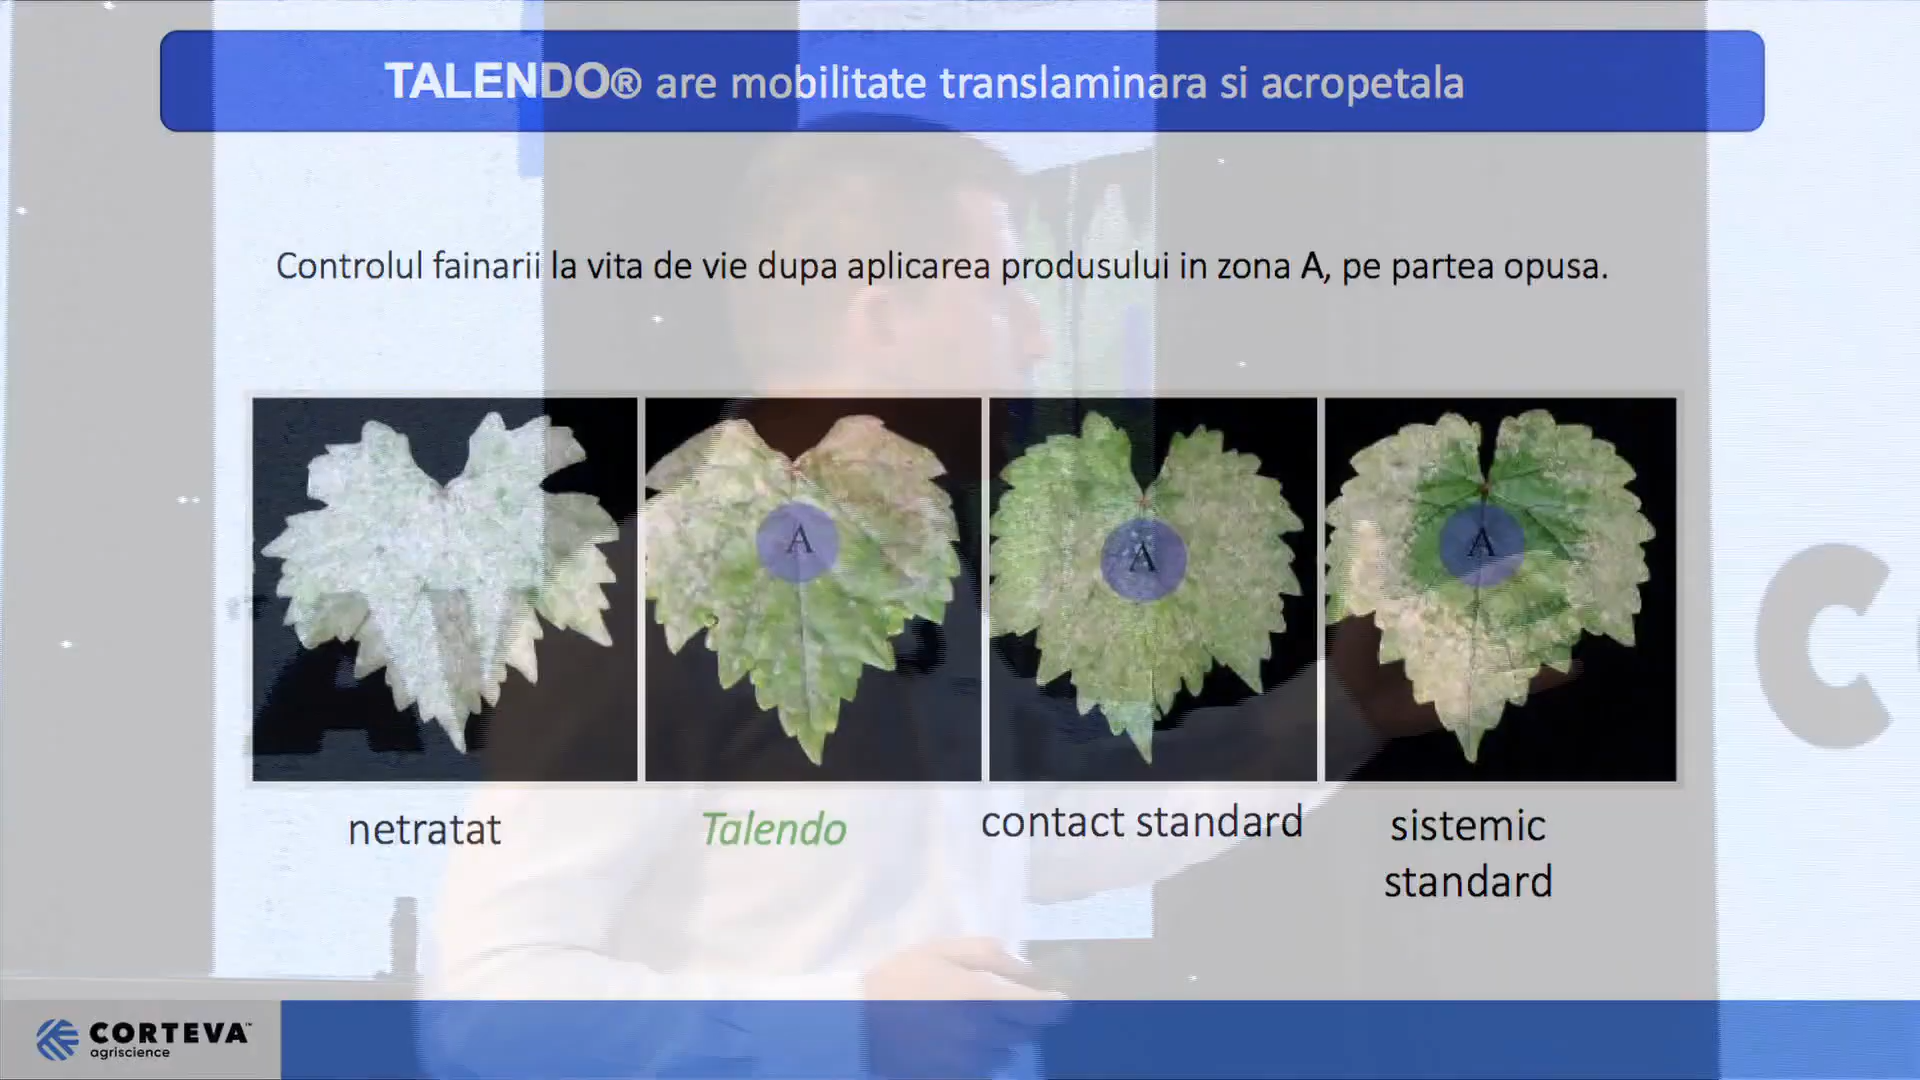 TALENDO® are mobilitate translaminara si acropetala
Controlul fainarii la vita de vie dupa aplicarea produsului in zona A, pe partea opusa.
A
A
A
netratat
Talendo
contact standard
sistemic
standard
C
CORTEVA™
agriscience